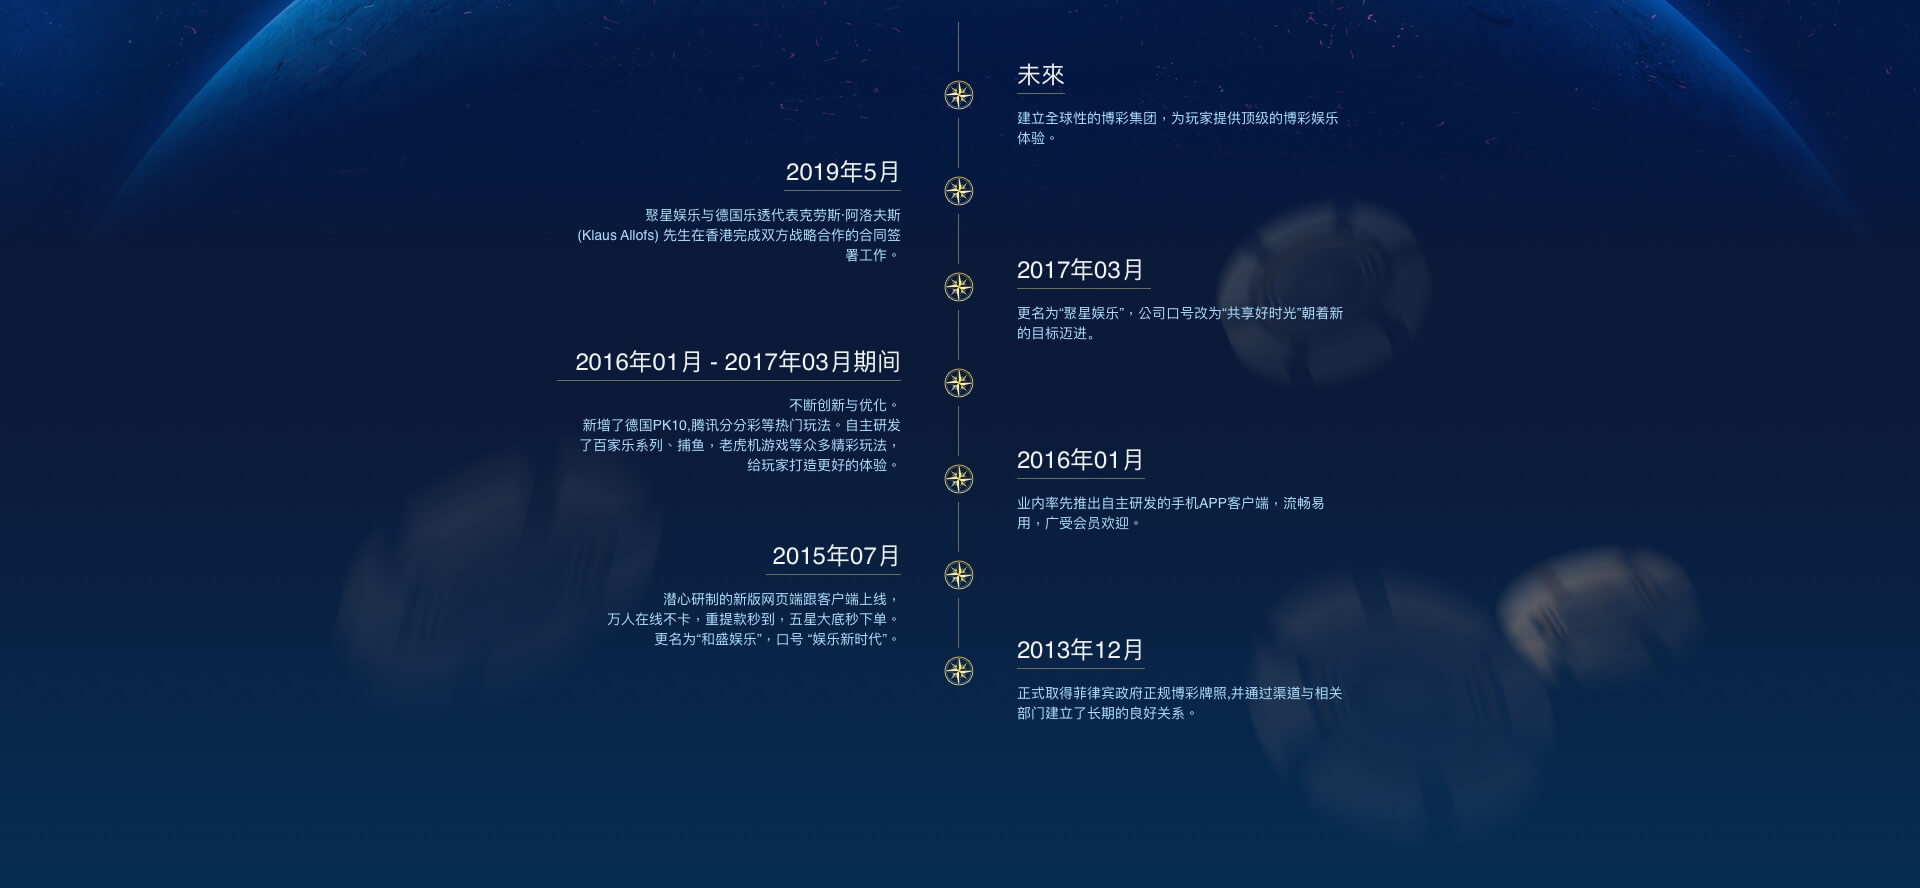 未來
建立全球性的博彩集团，为玩家提供顶级的博彩娱乐
体验。
2019年5月
聚星娱乐与德国乐透代表克劳斯·阿洛夫斯
(Klaus Allofs) 先生在香港完成双方战略合作的合同签
署工作。
2017年03月
更名为“聚星娱乐”，公司口号改为“共享好时光”朝着新
的目标迈进。
2016年01月 - 2017年03月期间
不断创新与优化。
新增了德国PK10,腾讯分分彩等热门玩法。自主研发
了百家乐系列、捕鱼，老虎机游戏等众多精彩玩法，
给玩家打造更好的体验。
2016年01月
业内率先推出自主研发的手机APP客户端，流畅易
用，广受会员欢迎。
2015年07月
潜心研制的新版网页端跟客户端上线，
万人在线不卡，重提款秒到，五星大底秒下单。
更名为“和盛娱乐”，口号 “娱乐新时代”。
2013年12月
正式取得菲律宾政府正规博彩牌照,并通过渠道与相关
部门建立了长期的良好关系。